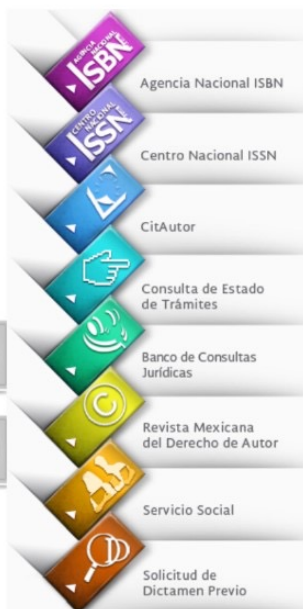 AGENCIA NACIONAL
ISBN
Agencia Nacional ISBN
CENTRO NACIONAL
ISSN
Centro Nacional ISSN
CitAutor
Consulta de Estado
de Trámites
Banco de Consultas
Jurídicas
©
Revista Mexicana
del Derecho de Autor
Servicio Social
Solicitud de
Dictamen Previo